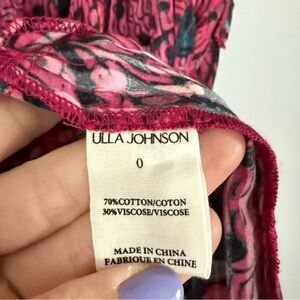 ULLA JOHNSON
0
70%COTTON/COTON
30%VISCOSE/VISCOSE
MADE IN CHINA
FABRIQUE EN CHINE